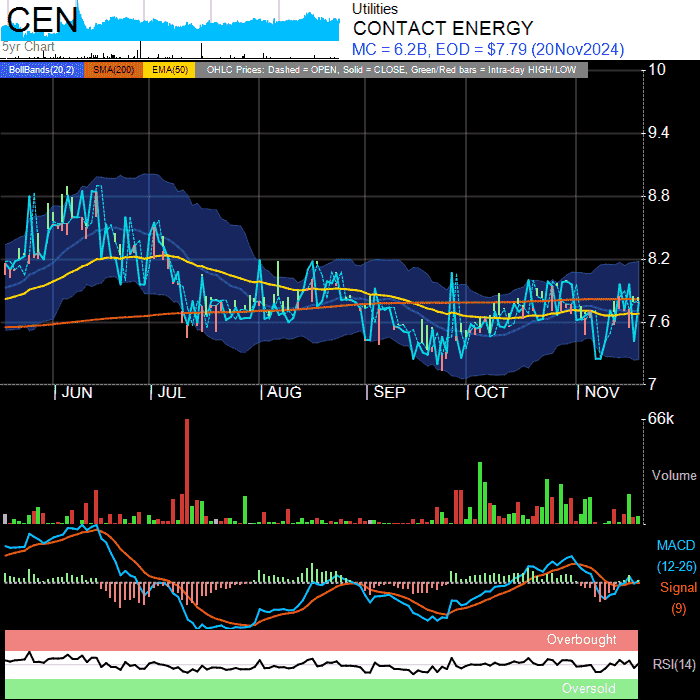 CEN
5yr Chart
Utilities
CONTACT ENERGY
MC = 6.2B, EOD = $7.79 (20Nov2024)
BollBands(20,2) SMA(200) EMA(50) OHLC Prices: Dashed = OPEN, Solid = CLOSE, Green/Red bars = Intra-day HIGH/LOW
10
9.4
8.8
8.2
7.6
7
| JUN | JUL | AUG | SEP | OCT | NOV
66k
Volume
MACD
(12-26)
Signal
(9)
Overbought
RSI(14)
Oversold